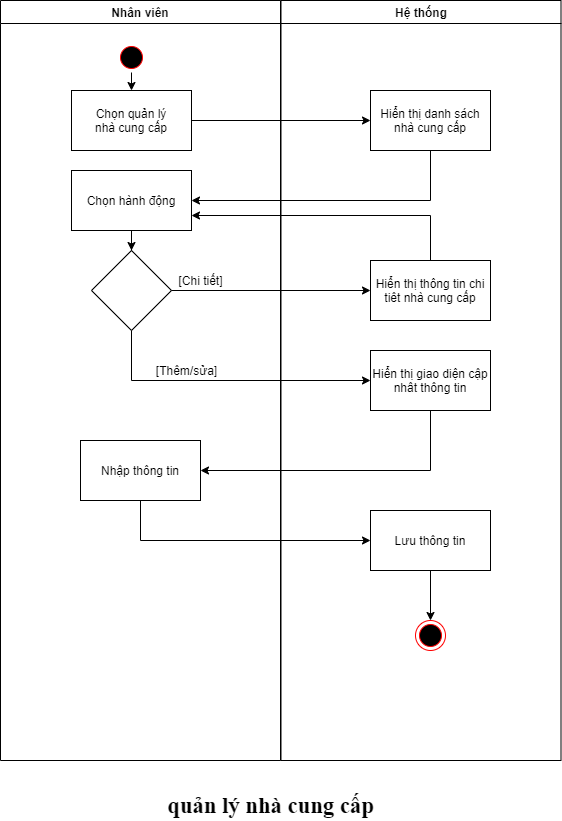 Nhân viên
Hệ thống
Chọn quản lý
nhà cung cấp
Hiển thị danh sách
nhà cung cấp
Chọn hành động
[Chi tiết]
Hiển thị thông tin chi
tiêt nhà cung cấp
[Thêm/sửa]
Hiển thị giao diện cập
nhât thông tin
Nhập thông tin
Lưu thông tin
quản lý nhà cung cấp